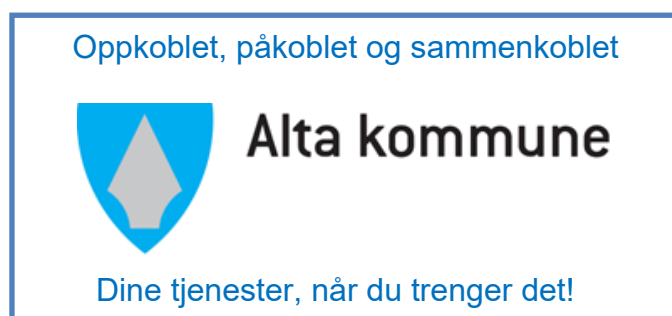 Oppkoblet, påkoblet og sammenkoblet
Alta kommune
Dine tjenester, når du trenger det!